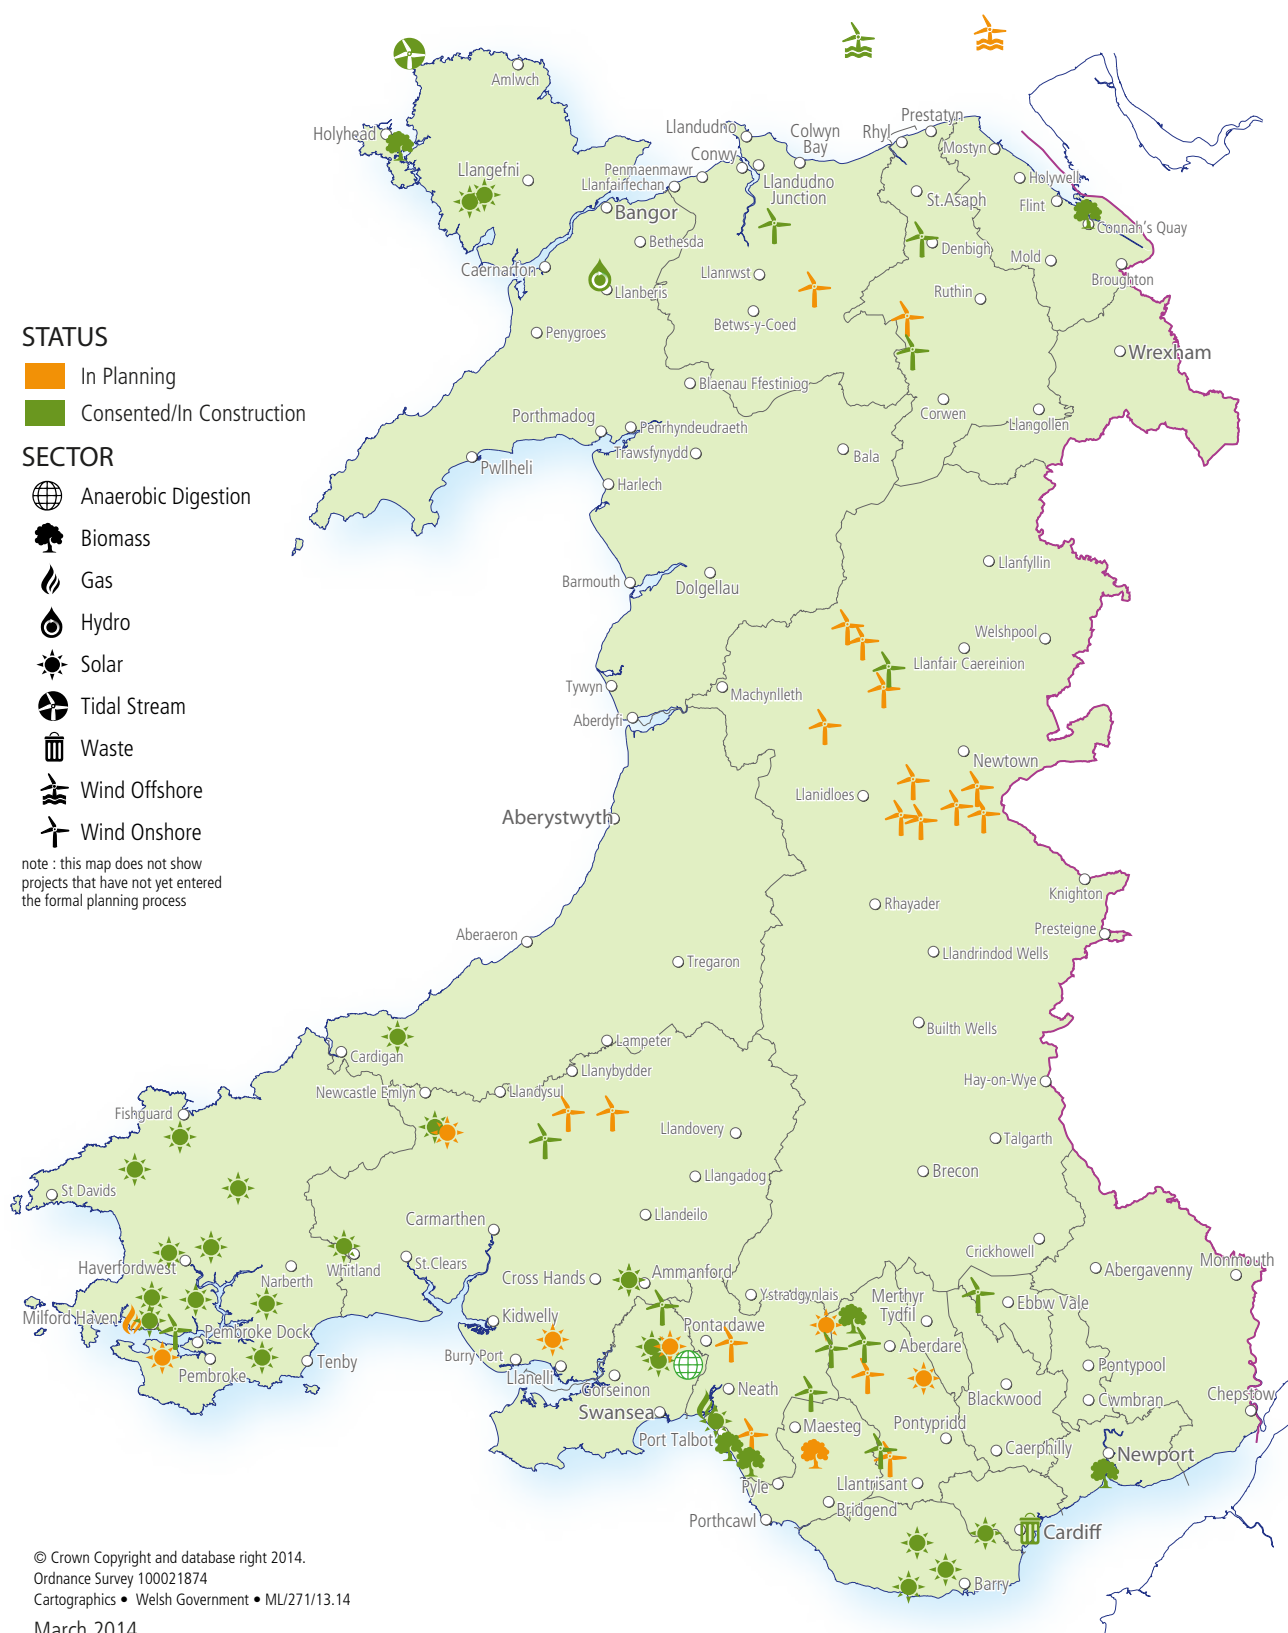 Amlwch
Holyhead
Llangefni
Llandudno
Conwy
Penmaenmawr
Llanfairfechan
Colwyn
Bay
Rhyl
Prestatyn
Mostyn
Llandudno
Junction
Holywell
Flint
St.Asaph
Connah's Quay
Bangor
Bethesda
Denbigh
Mold
Broughton
Caernarfon
Llanberis
Llanrwst
Ruthin
Betws-y-Coed
Penygroes
Wrexham
STATUS
In Planning
Consented/In Construction
SECTOR
Anaerobic Digestion
Biomass
Gas
Hydro
Solar
Tidal Stream
Waste
Wind Offshore
Wind Onshore
note : this map does not show
projects that have not yet entered
the formal planning process
Blaenau Ffestiniog
Corwen
Llangollen
Porthmadog
Penrhyndeudraeth
Trawsfynydd
Bala
Pwllheli
Harlech
Llanfyllin
Barmouth
Dolgellau
Welshpool
Llanfair Caereinion
Tywyn
Machynlleth
Aberdyfi
Newtown
Llanidloes
Aberystwyth
Knighton
Rhayader
Presteigne
Aberaeron
Llandrindod Wells
Tregaron
Builth Wells
Lampeter
Cardigan
Llanybydder
Hay-on-Wye
Newcastle Emlyn
Llandysul
Fishguard
Llandovery
Talgarth
Brecon
Llangadog
St Davids
Llandeilo
Carmarthen
Crickhowell
Haverfordwest
Narberth
Whitland
St.Clears
Cross Hands
Ammanford
Abergavenny
Monmouth
Ystradgynlais
Merthyr
Tydfil
Ebbw Vale
Milford Haven
Pembroke Dock
Kidwelly
Pontardawe
Aberdare
Pembroke
Tenby
Burry Port
Llanelli
Gorseinon
Neath
Pontypool
Blackwood
Cwmbran
Chepstow
Swansea
Port Talbot
Maesteg
Pontypridd
Caerphilly
Newport
Pyle
Llantrisant
Bridgend
Porthcawl
Cardiff
Barry
© Crown Copyright and database right 2014.
Ordnance Survey 100021874
Cartographics • Welsh Government • ML/271/13.14
March 2014